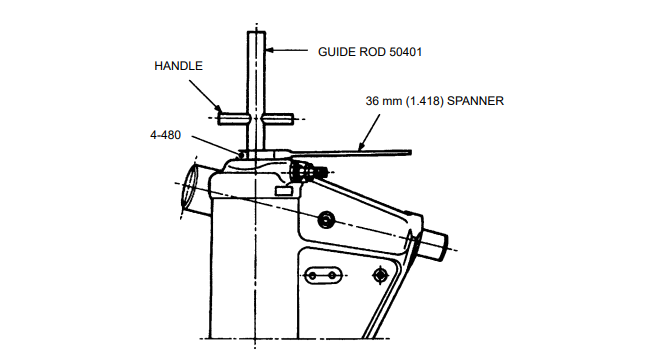 GUIDE ROD 50401
HANDLE
36 mm (1.418) SPANNER
4-480